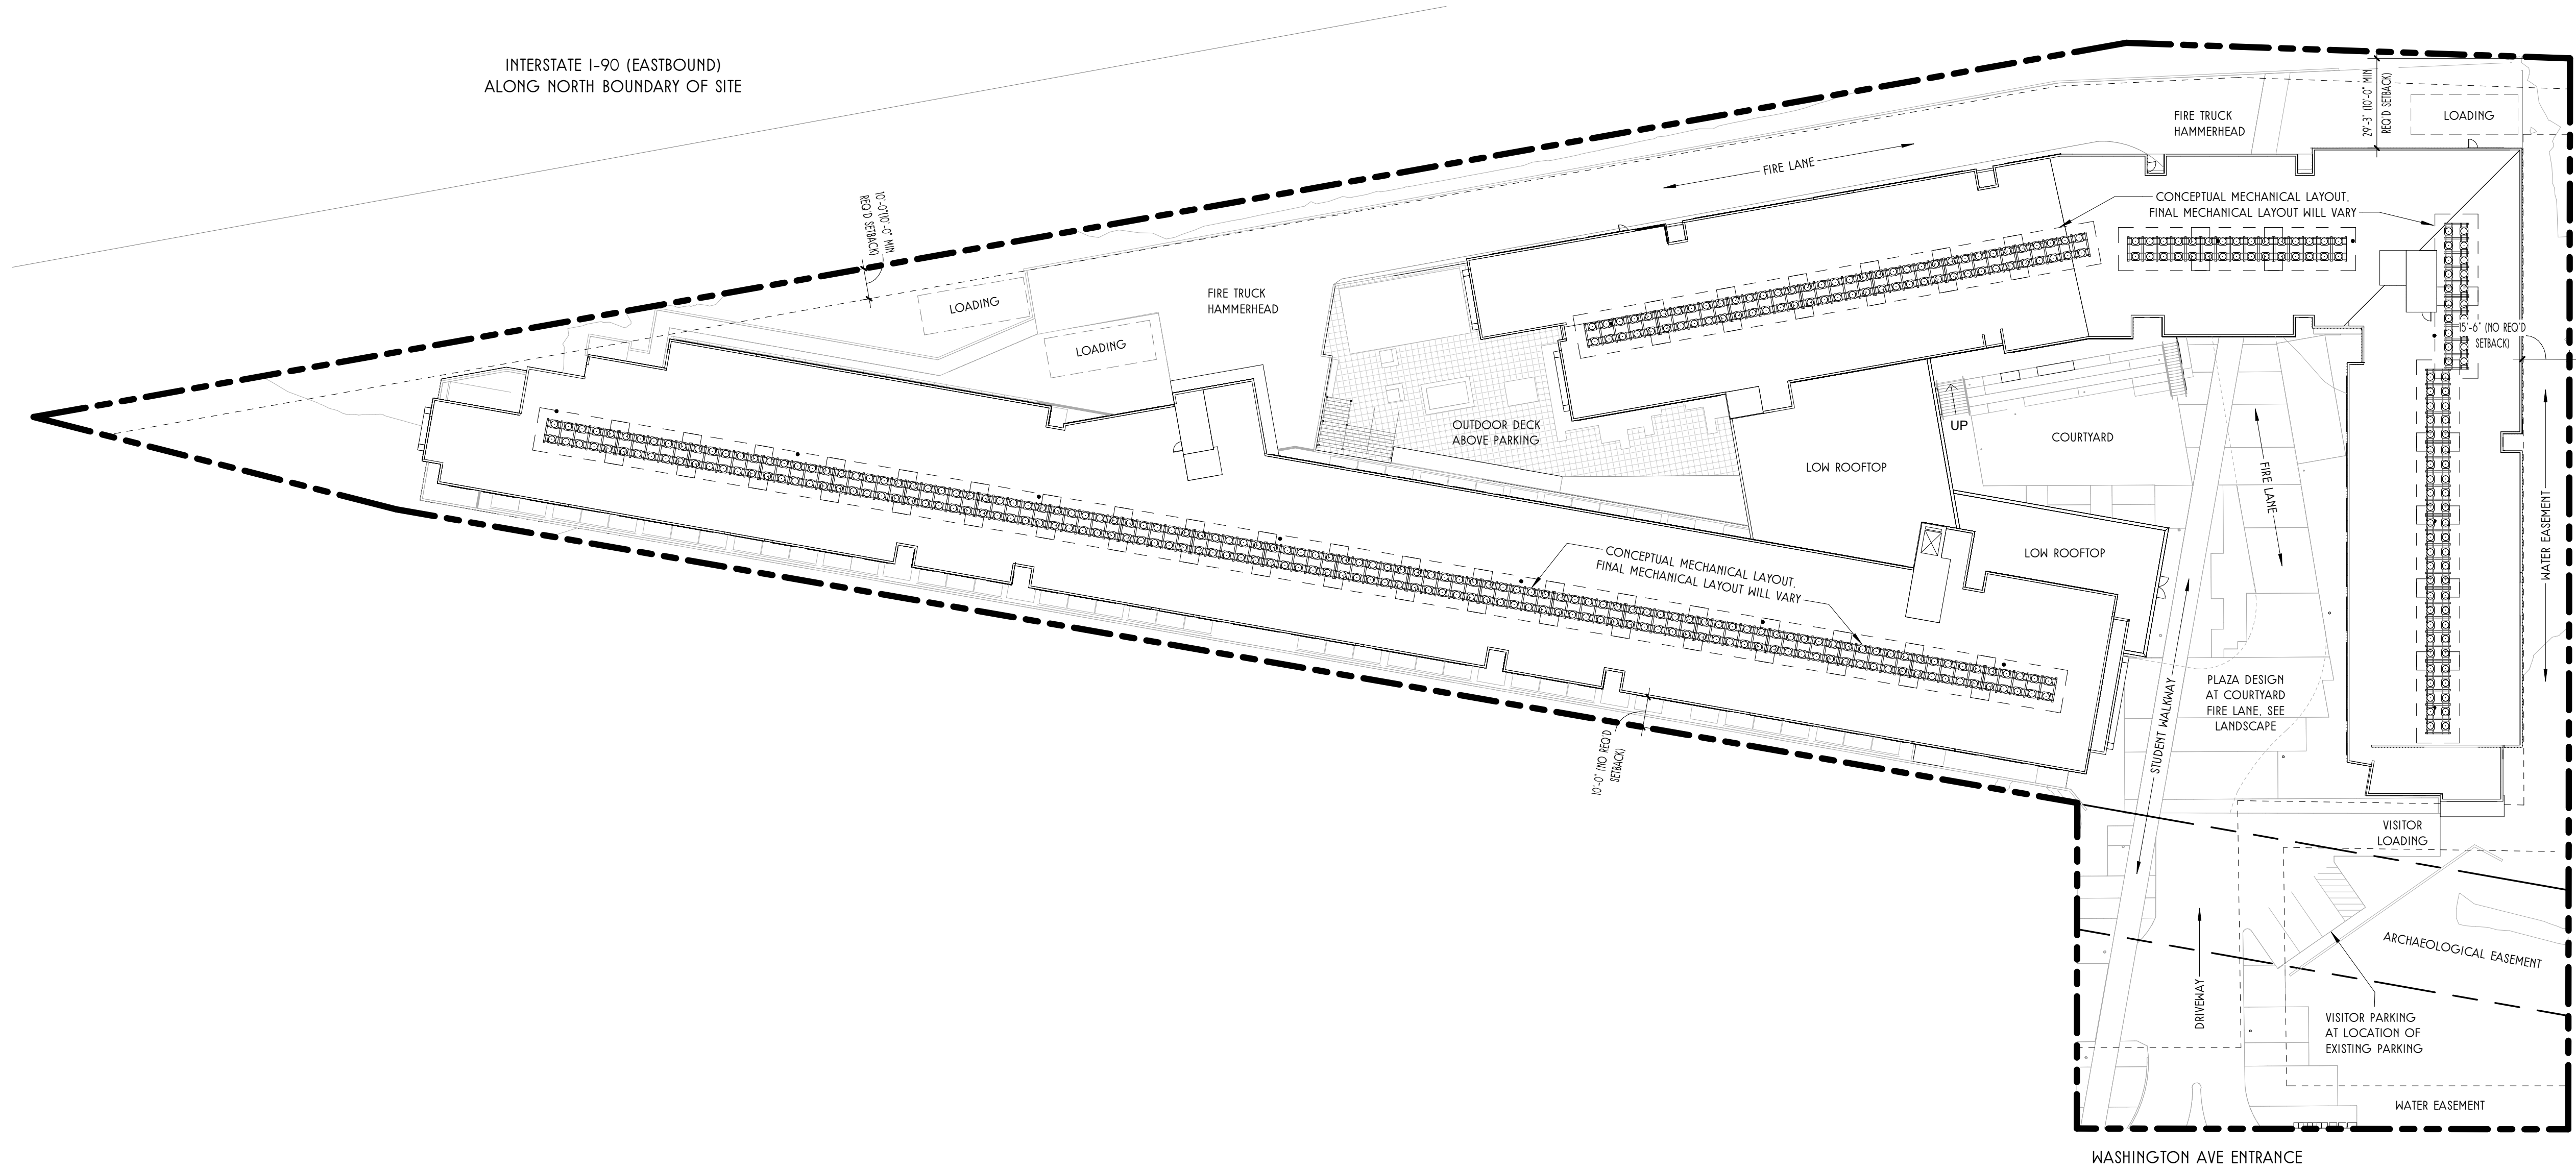 INTERSTATE I-90 (EASTBOUND)
ALONG NORTH BOUNDARY OF SITE
29'-3" (10'-0" MIN
REQ'D SETBACK)
LOADING
FIRE TRUCK
HAMMERHEAD
FIRE LANE
CONCEPTUAL MECHANICAL LAYOUT,
FINAL MECHANICAL LAYOUT WILL VARY
10'-0"(10'-0" MIN
REQ'D SETBACK)
LOADING
FIRE TRUCK
HAMMERHEAD
LOADING
15'-6" (NO REQ'D
SETBACK)
OUTDOOR DECK
ABOVE PARKING
UP
COURTYARD
LOW ROOFTOP
FIRE LANE
WATER EASEMENT
LOW ROOFTOP
CONCEPTUAL MECHANICAL LAYOUT,
FINAL MECHANICAL LAYOUT WILL VARY
PLAZA DESIGN
AT COURTYARD
FIRE LANE, SEE
LANDSCAPE
STUDENT WALKWAY
10'-0" (NO REQ'D
SETBACK)
VISITOR
LOADING
ARCHAEOLOGICAL EASEMENT
DRIVEWAY
VISITOR PARKING
AT LOCATION OF
EXISTING PARKING
WATER EASEMENT
WASHINGTON AVE ENTRANCE